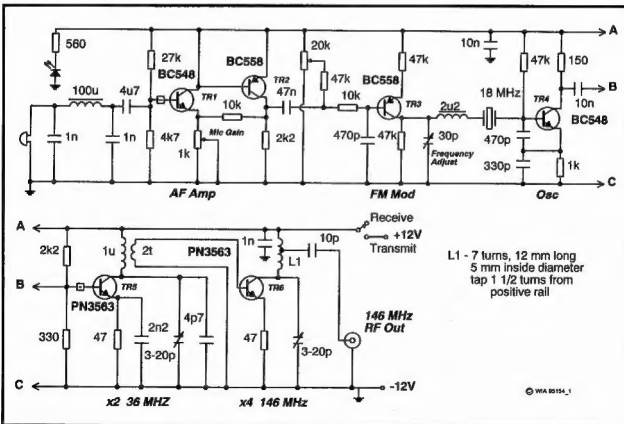 560
100u
4u7
27k
BC548
TR1
BC558
TR2
20k
47n
47k
BC558
TR3
47k
10n
18 MHz
47k
150
TR4
B
10n
BC548
A
1n
1n
4k7
10k
Mic Gain
1k
2k2
10k
470p
47k
2u2
30p
Frequency
Adjust
470p
330p
1k
C
AF Amp
FM Mod
Osc
A
2k2
1u
2t
PN3563
1n
L1
10p
Receive
+12V
Transmit
L1 - 7 turns, 12 mm long
5 mm inside diameter
tap 1 1/2 turns from
positive rail
B
TR5
PN3563
TR6
146 MHz
RF Out
330
47
2n2
4p7
3-20p
47
3-20p
C
-12V
x2 36 MHZ
x4 146 MHz
© WIA 95154_1